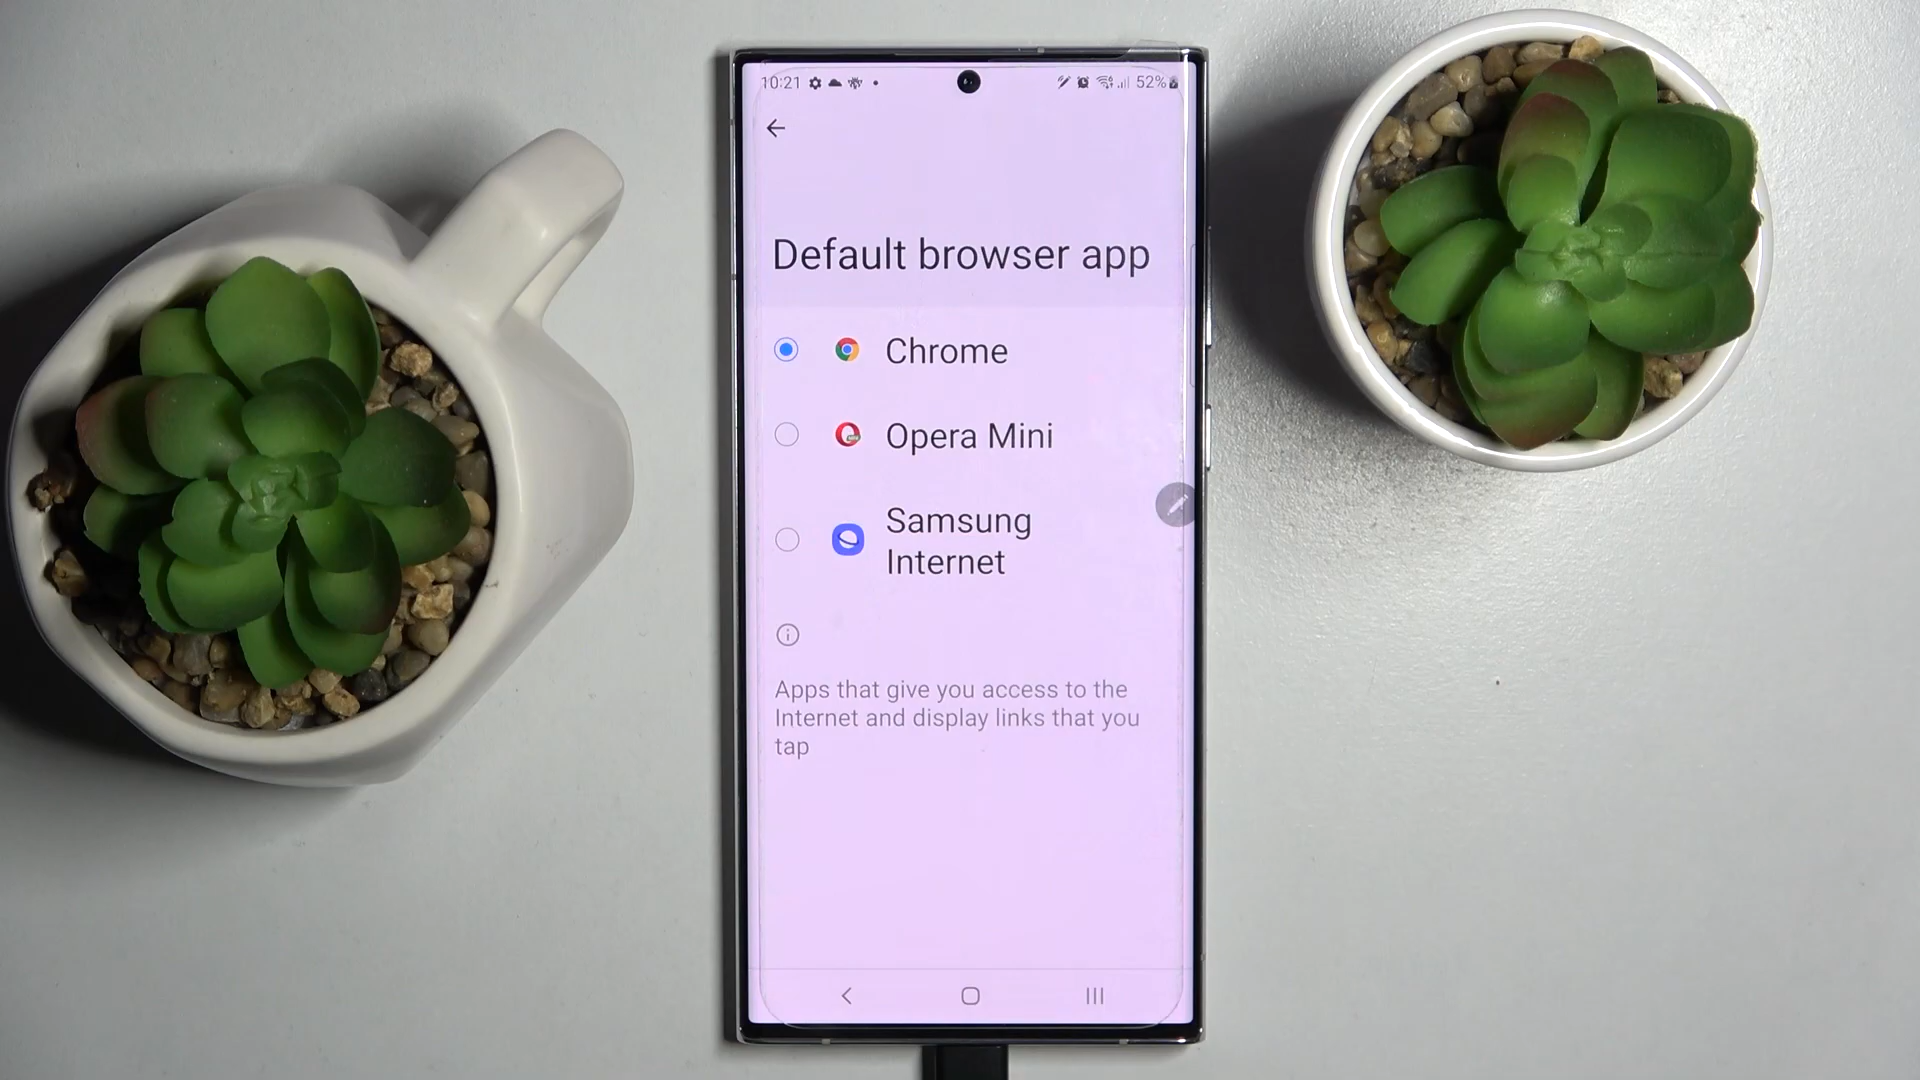 10:21 52%
Default browser app
Chrome
Opera Mini
Samsung
Internet
Apps that give you access to the
Internet and display links that you
tap